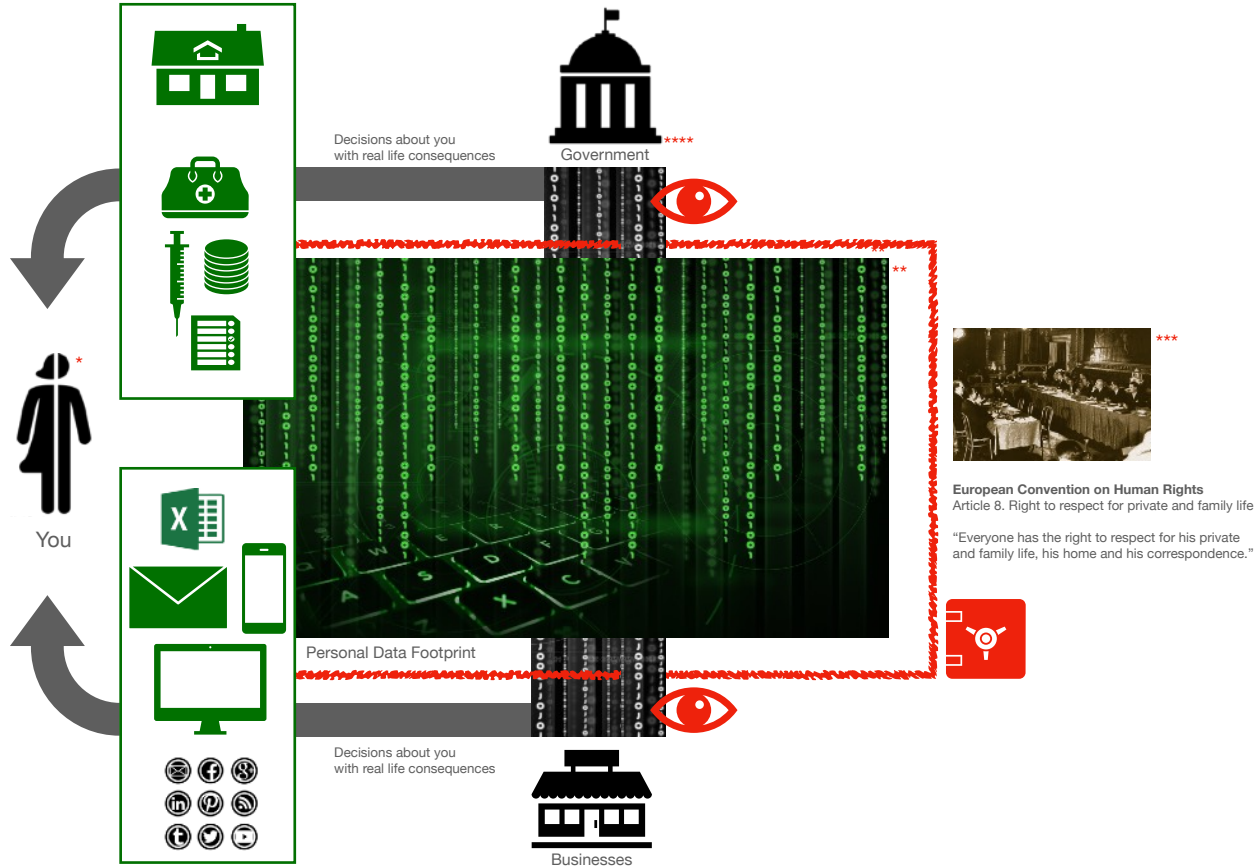 Decisions about you
with real life consequences
****
Government
**
**
***
*
You
European Convention on Human Rights
Article 8. Right to respect for private and family life
“Everyone has the right to respect for his private
and family life, his home and his correspondence.”
X
A
S
D
X
C
V
W
E
Z
Personal Data Footprint
Decisions about you
with real life consequences
Businesses